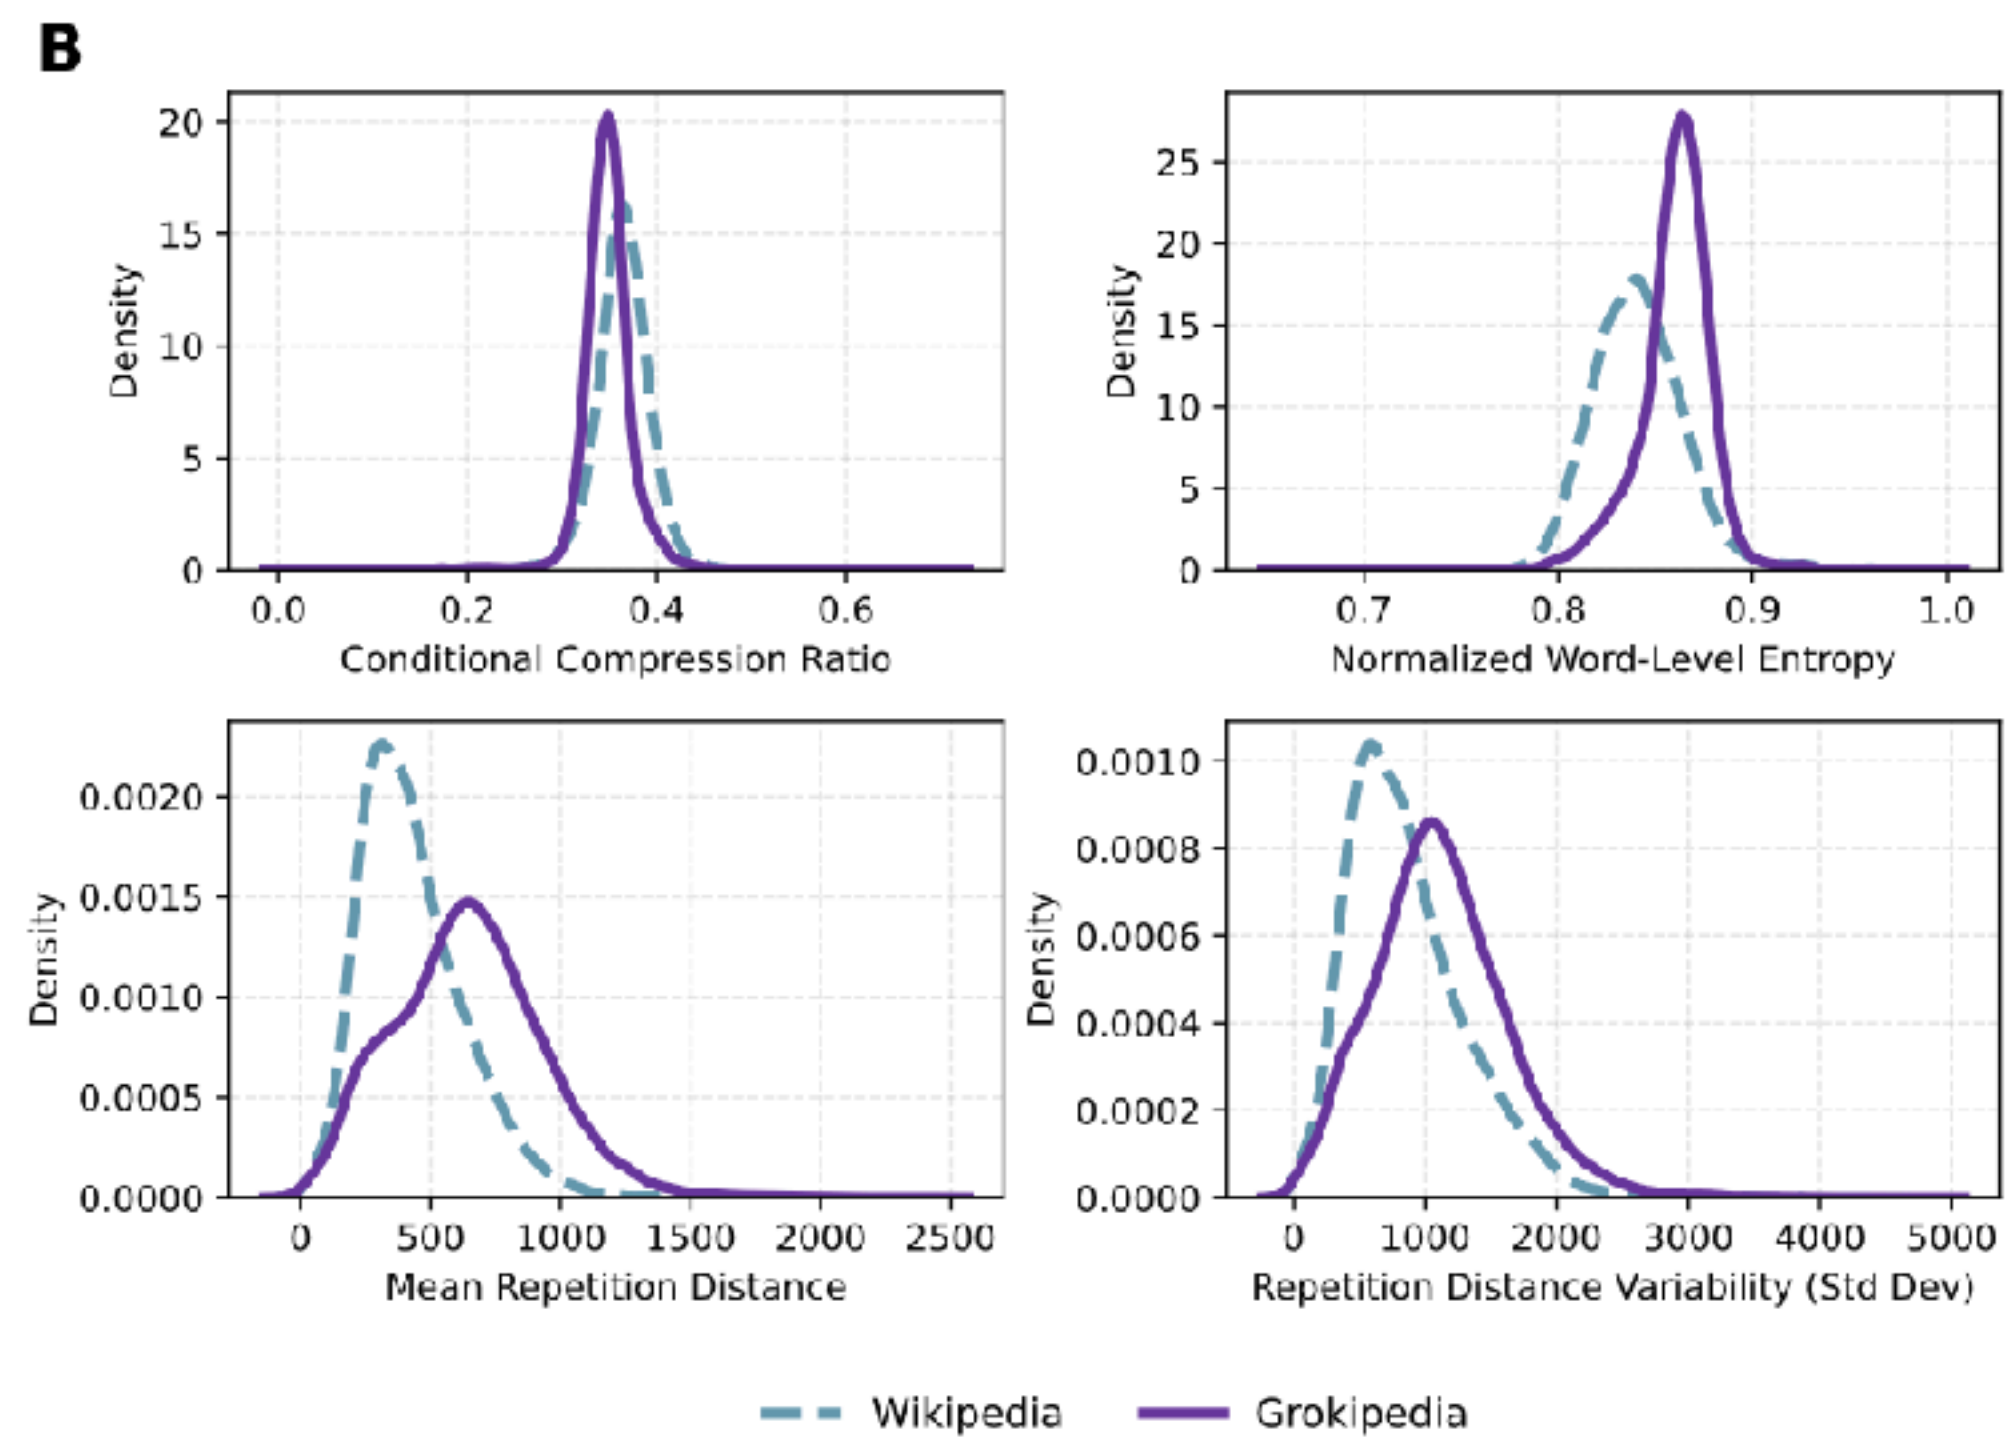 B
20
15
10
5
0
Density
0.0 0.2 0.4 0.6
Conditional Compression Ratio
25
20
15
10
5
0
Density
0.7 0.8 0.9 1.0
Normalized Word-Level Entropy
0.0020
0.0015
0.0010
0.0005
0.0000
Density
0 500 1000 1500 2000 2500
Mean Repetition Distance
0.0010
0.0008
0.0006
0.0004
0.0002
0.0000
Density
0 1000 2000 3000 4000 5000
Repetition Distance Variability (Std Dev)
Wikipedia Grokipedia